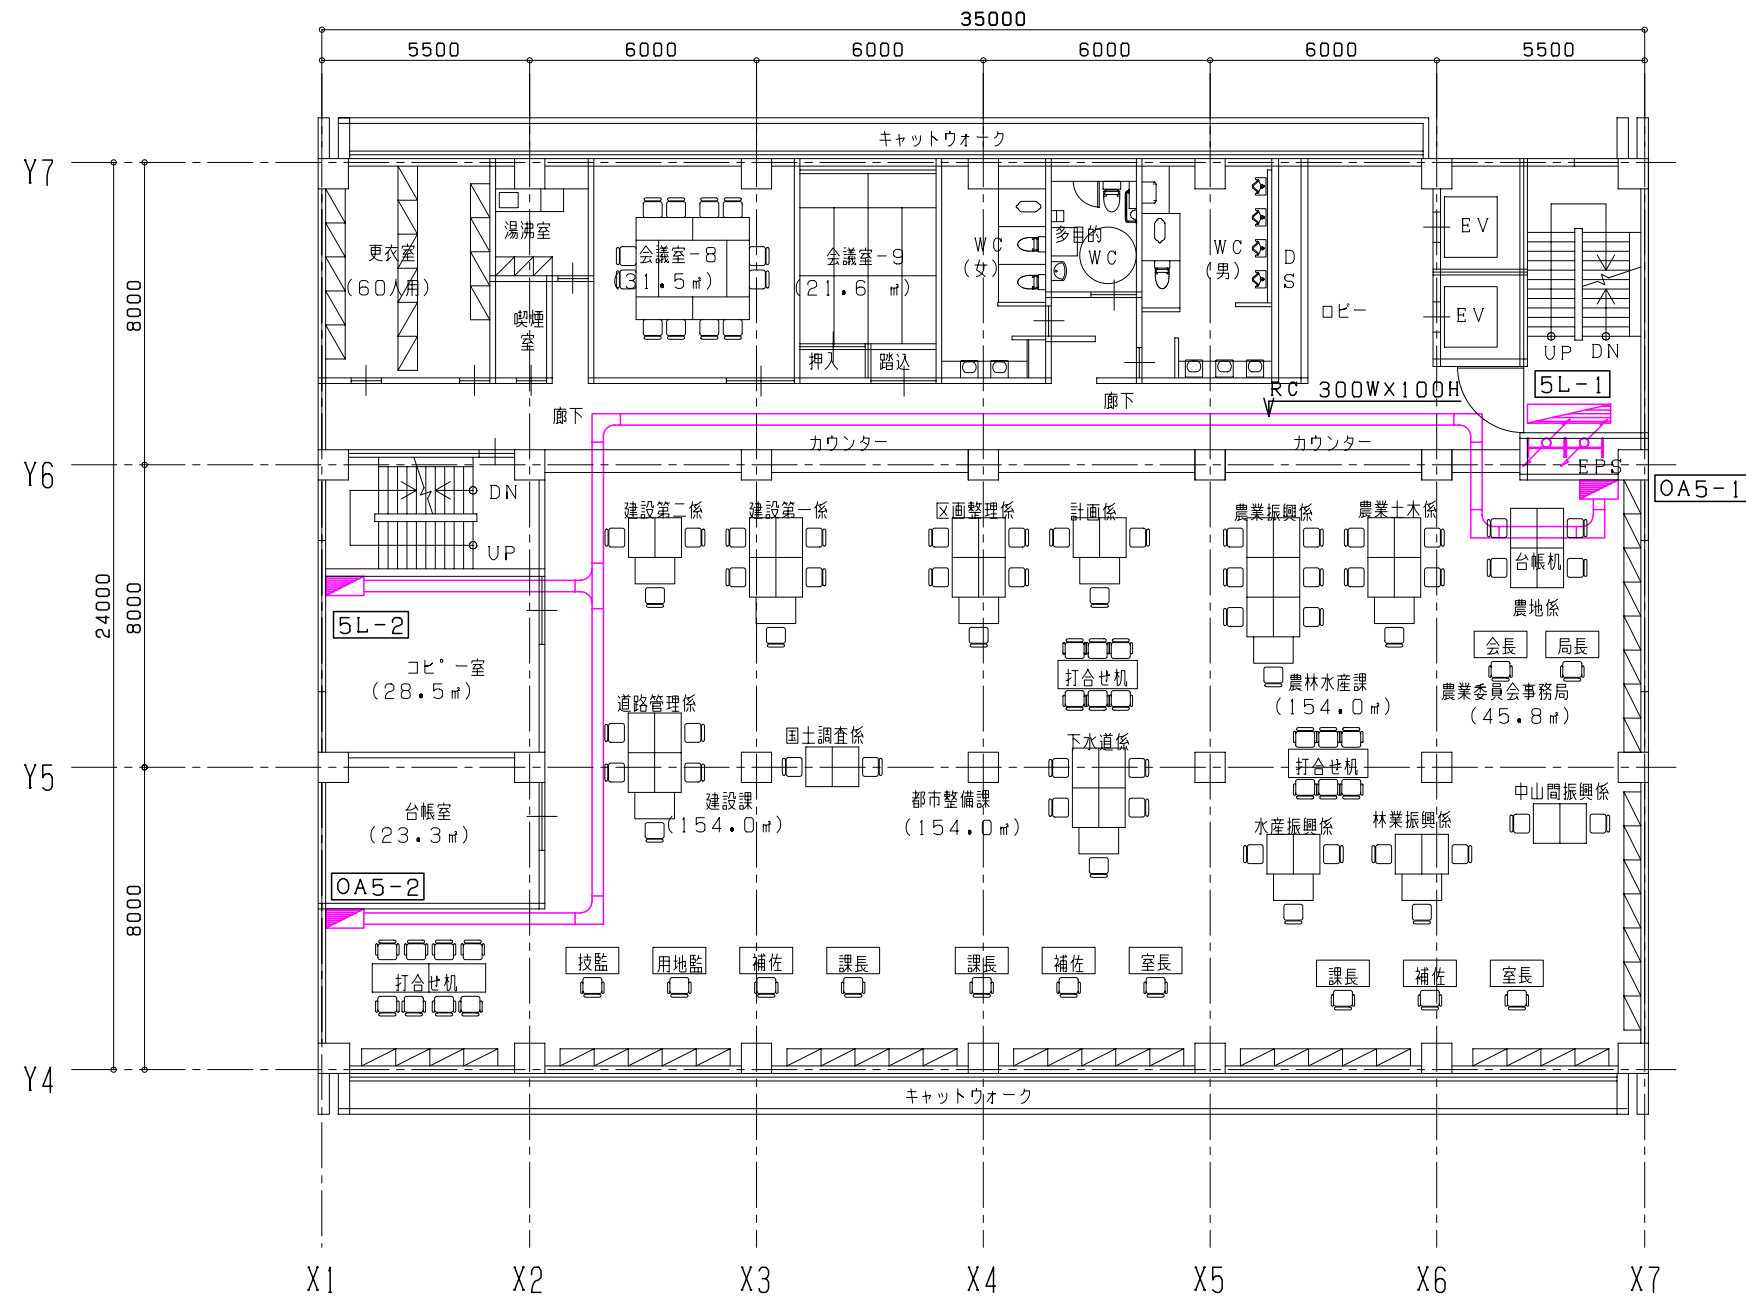 35000
5500 6000 6000 6000 6000 5500
キャットウォーク
Y7
湯沸室
更衣室
(60人用)
会議室-8
(31.5㎡)
会議室-9
(21.6 ㎡)
WC
(女)
多目的
WC
WC
(男)
DS
EV
ロビー
EV
喫煙
室
押入
踏込
UP DN
8000
5L-1
RC 300WX100H
廊下
廊下
カウンター
カウンター
Y6
EPS
OA5-1
DN
UP
建設第二係
建設第一係
区画整理係
計画係
農業振興係
農業土木係
台帳机
農地係
24000
8000
5L-2
会長
局長
コピー室
(28.5㎡)
打合せ机
農林水産課
(154.0㎡)
農業委員会事務局
(45.8㎡)
道路管理係
国土調査係
下水道係
打合せ机
Y5
建設課
(154.0㎡)
都市整備課
(154.0㎡)
中山間振興係
台帳室
(23.3㎡)
水産振興係
林業振興係
OA5-2
8000
技監
用地監
補佐
課長
課長
補佐
室長
課長
補佐
室長
打合せ机
Y4
キャットウォーク
X1 X2 X3 X4 X5 X6 X7